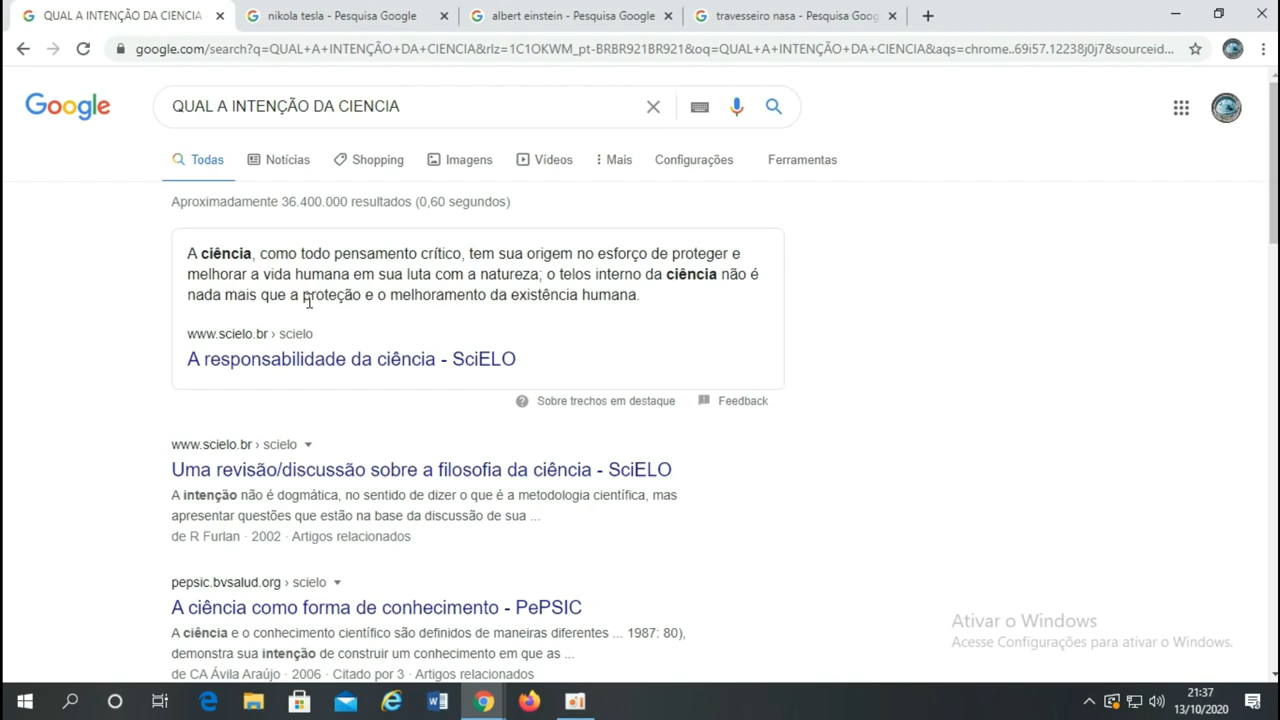 QUAL A INTENÇÃO DA CIENCIA
nikola tesla - Pesquisa Google
albert einstein - Pesquisa Google
travesseiro nasa - Pesquisa Goog
google.com/search?q=QUAL+A+INTENÇÃO+DA+CIENCIA&rlz=1C1OKWM_pt-BRBR921BR921&oq=QUAL+A+INTENÇÃO+DA+CIENCIA&aqs=chrome..69i57.12238j0j7&sourceid...
Google
QUAL A INTENÇÃO DA CIENCIA
Todas Notícias Shopping Imagens Vídeos Mais Configurações Ferramentas
Aproximadamente 36.400.000 resultados (0,60 segundos)
A ciência, como todo pensamento crítico, tem sua origem no esforço de proteger e
melhorar a vida humana em sua luta com a natureza; o telos interno da ciência não é
nada mais que a proteção e o melhoramento da existência humana.
www.scielo.br › scielo
A responsabilidade da ciência - SciELO
Sobre trechos em destaque Feedback
www.scielo.br › scielo
Uma revisão/discussão sobre a filosofia da ciência - SciELO
A intenção não é dogmática, no sentido de dizer o que é a metodologia científica, mas
apresentar questões que estão na base da discussão de sua ...
de R Furlan · 2002 · Artigos relacionados
pepsic.bvsalud.org › scielo
A ciência como forma de conhecimento - PePSIC
A ciência e o conhecimento científico são definidos de maneiras diferentes ... 1987: 80),
demonstra sua intenção de construir um conhecimento em que as ...
de CA Ávila Araújo · 2006 · Citado por 3 · Artigos relacionados
Ativar o Windows
Acesse Configurações para ativar o Windows.
21:37
13/10/2020